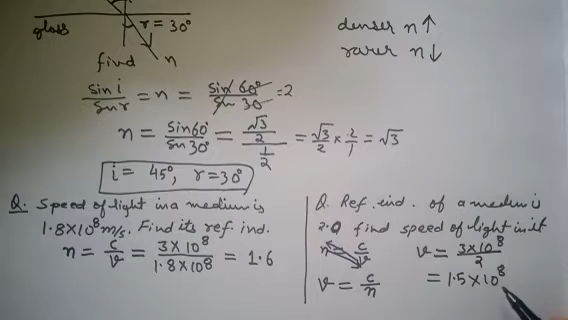 glass r = 30°
denser n↑
rarer n↓
find n
sin i / sin r = n = sin 60° / sin 30 = 2
n = sin60° / sin 30° = √3/2 / 1/2 = √3/2 × 2/1 = √3
i = 45°, r = 30°
Q. Speed of light in a medium is
1.8×10⁸ m/s. Find its ref. ind.
n = c/v = 3×10⁸ / 1.8×10⁸ = 1.6
Q. Ref. ind. of a medium is
2.0 find speed of light in it
n = c/v v = 3×10⁸ / 2
v = c/n = 1.5×10⁸